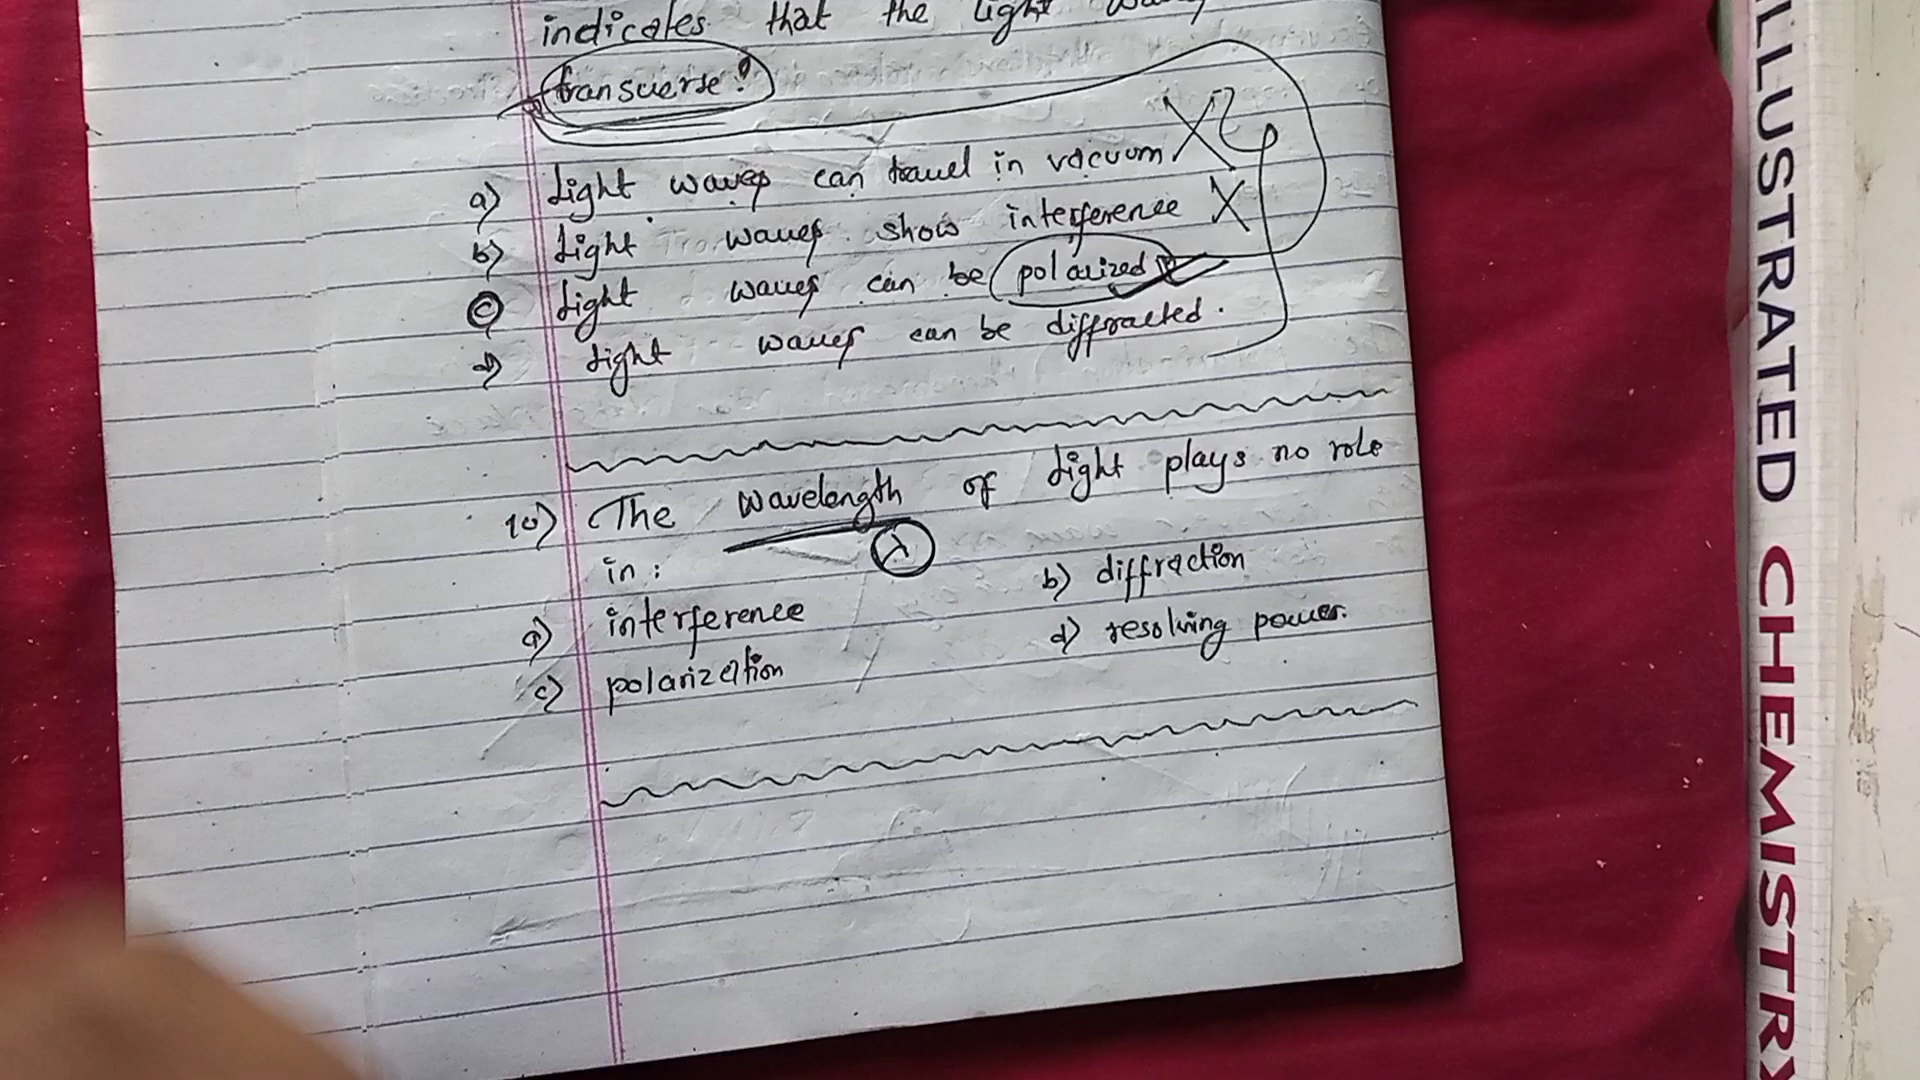 indicates that the light
transverse?
a) Light waves can travel in vacuum
b) Light waves show interference
c) Light waves can be polarized
d) Light waves can be diffracted.
10) The wavelength of Light plays no role
λ
in :
a) interference b) diffraction
c) polarization d) resolving power.
ILLUSTRATED CHEMISTRY